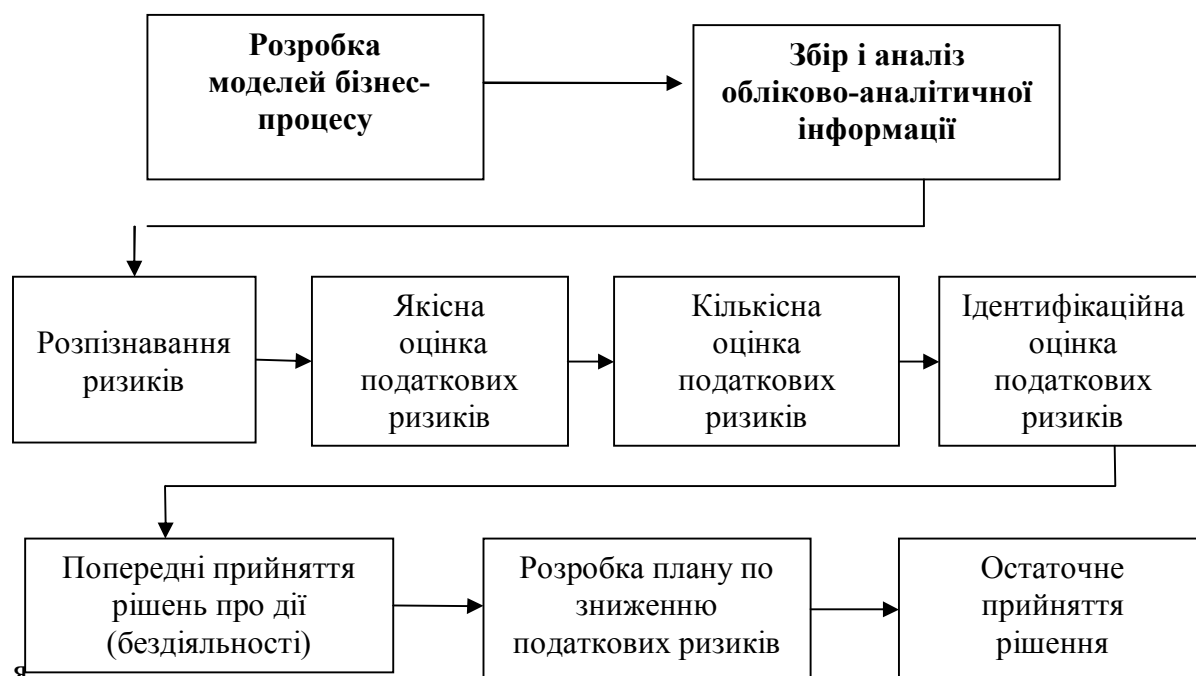 Розробка
моделей бізнес-
процесу
Збір і аналіз
обліково-аналітичної
інформації
Розпізнавання
ризиків
Якісна
оцінка
податкових
ризиків
Кількісна
оцінка
податкових
ризиків
Ідентифікаційна
оцінка
податкових
ризиків
Попередні прийняття
рішень про дії
(бездіяльності)
Розробка плану по
зниженню
податкових ризиків
Остаточне
прийняття
рішення
я